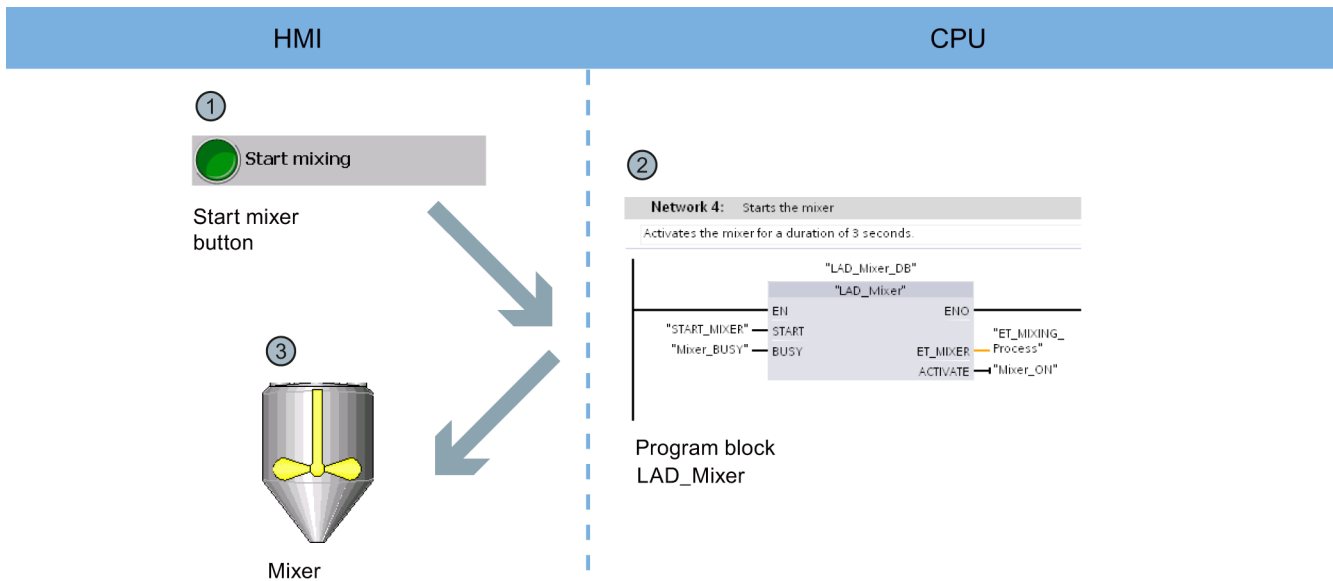 HMI
CPU
1
Start mixing
Start mixer
button
2
Network 4: Starts the mixer
Activates the mixer for a duration of 3 seconds.
"LAD_Mixer_DB"
"LAD_Mixer"
EN
ENO
"START_MIXER"
START
"Mixer_BUSY"
BUSY
"ET_MIXING_
Process"
ET_MIXER
ACTIVATE
"Mixer_ON"
Program block
LAD_Mixer
3
Mixer